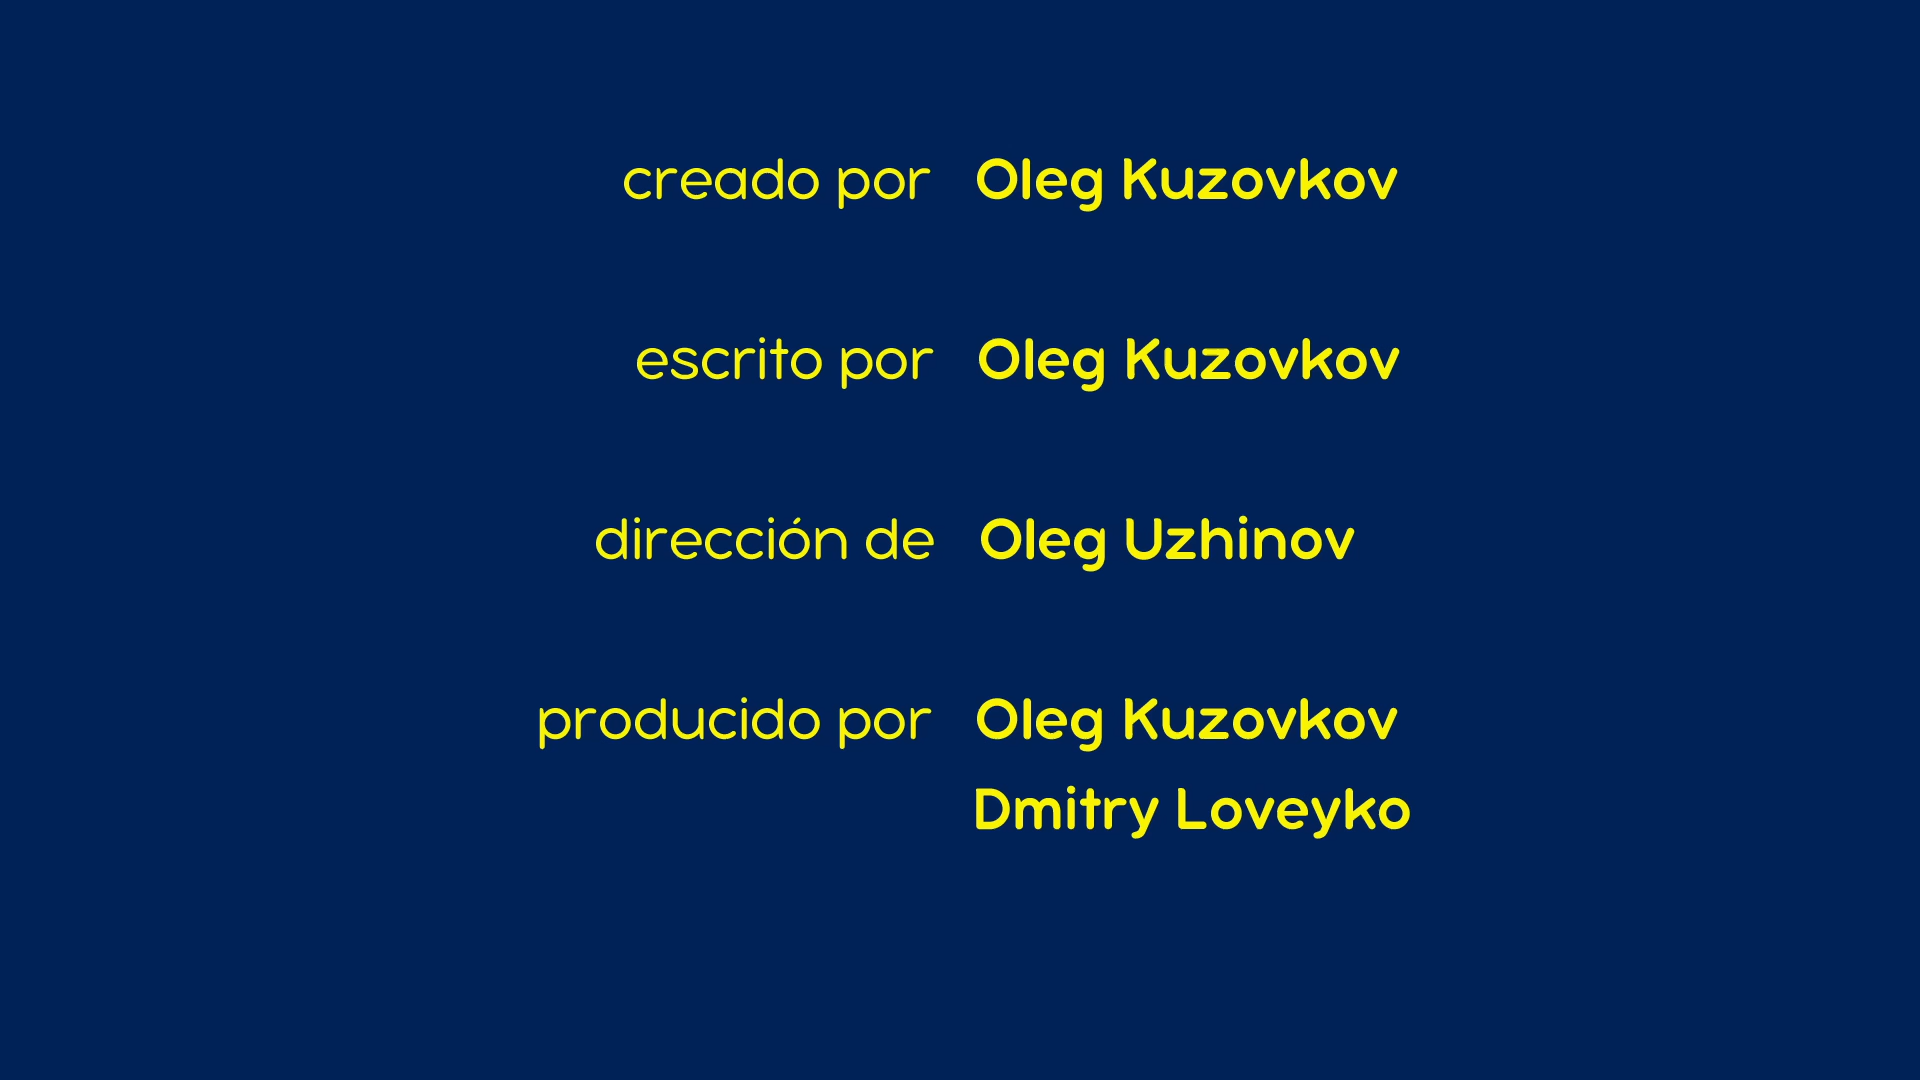 creado por Oleg Kuzovkov
escrito por Oleg Kuzovkov
dirección de Oleg Uzhinov
producido por Oleg Kuzovkov
Dmitry Loveyko